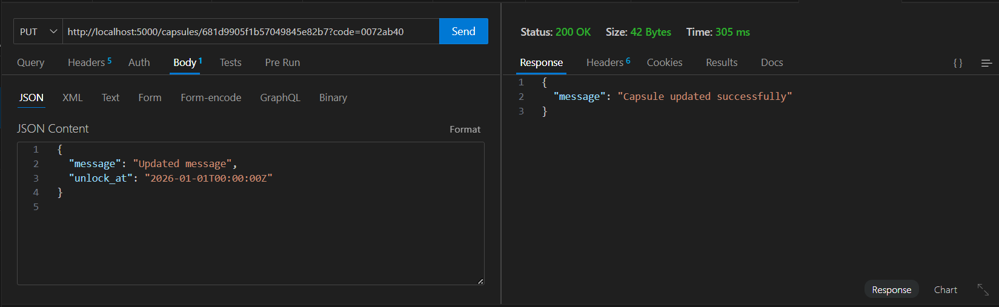 PUT http://localhost:5000/capsules/681d9905f1b57049845e82b7?code=0072ab40 Send
Query Headers 5 Auth Body 1 Tests Pre Run
JSON XML Text Form Form-encode GraphQL Binary
JSON Content Format
1 {
2 "message": "Updated message",
3 "unlock_at": "2026-01-01T00:00:00Z"
4 }
5
Status: 200 OK Size: 42 Bytes Time: 305 ms
Response Headers 6 Cookies Results Docs { }
1 {
2 "message": "Capsule updated successfully"
3 }
Response Chart